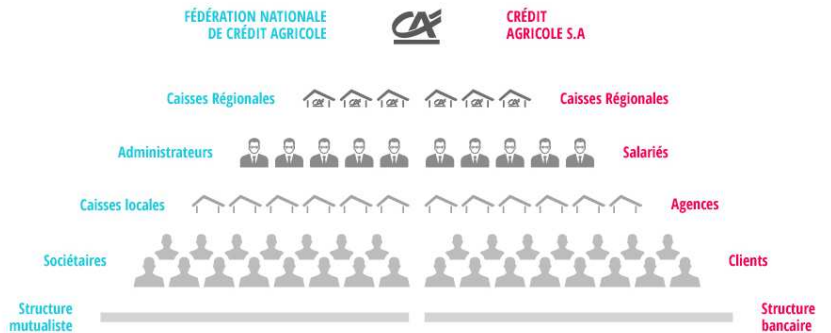 FÉDÉRATION NATIONALE
DE CRÉDIT AGRICOLE
CA
CRÉDIT
AGRICOLE S.A
Caisses Régionales
Caisses Régionales
Administrateurs
Salariés
Caisses locales
Agences
Sociétaires
Clients
Structure
mutualiste
Structure
bancaire